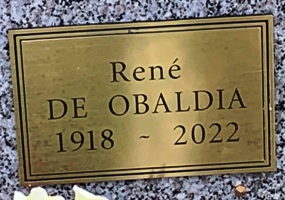 René
DE OBALDIA
1918 ~ 2022